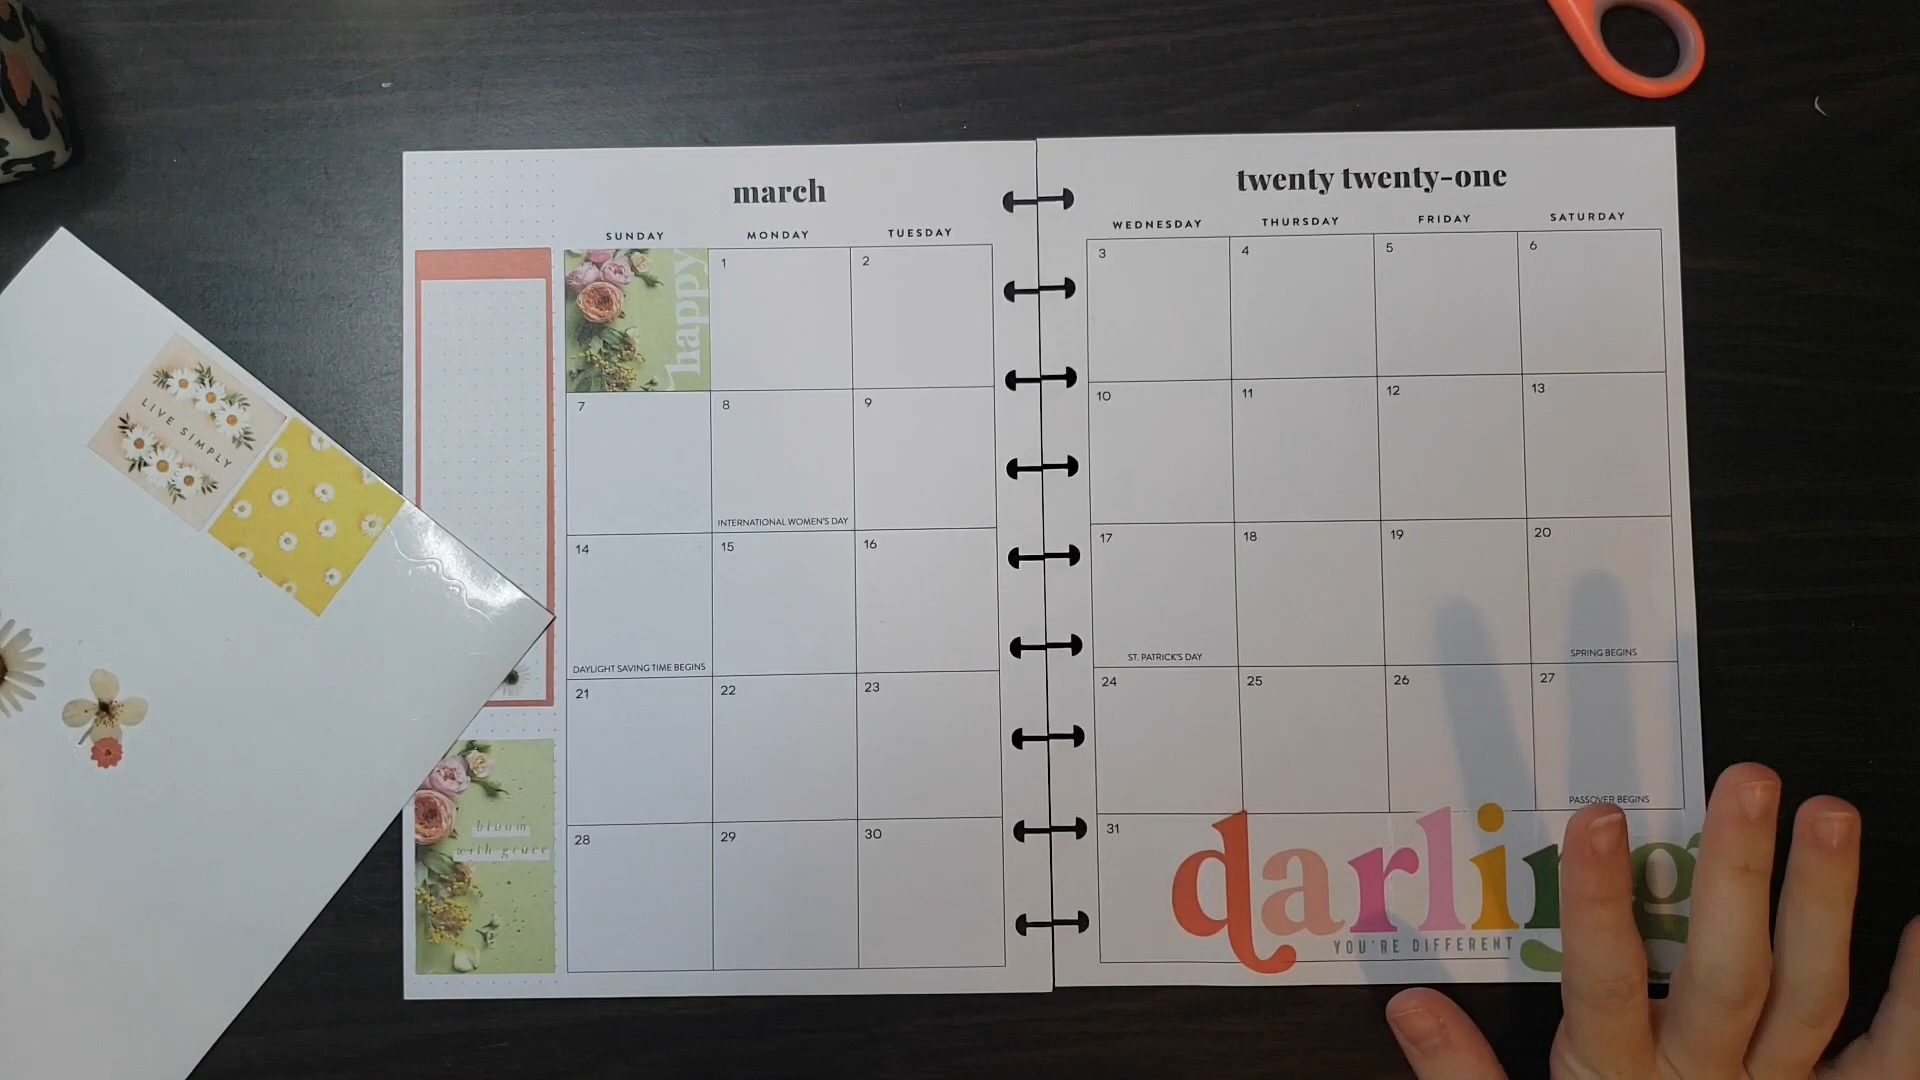 march
twenty twenty-one
SUNDAY MONDAY TUESDAY
WEDNESDAY THURSDAY FRIDAY SATURDAY
happy
1 2
3 4 5 6
7 8 9
INTERNATIONAL WOMEN'S DAY
10 11 12 13
14 15 16
DAYLIGHT SAVING TIME BEGINS
17 18 19 20
ST. PATRICK'S DAY SPRING BEGINS
21 22 23
24 25 26 27
PASSOVER BEGINS
28 29 30
31
darling
YOU'RE DIFFERENT
LIVE SIMPLY
bloom
with grace